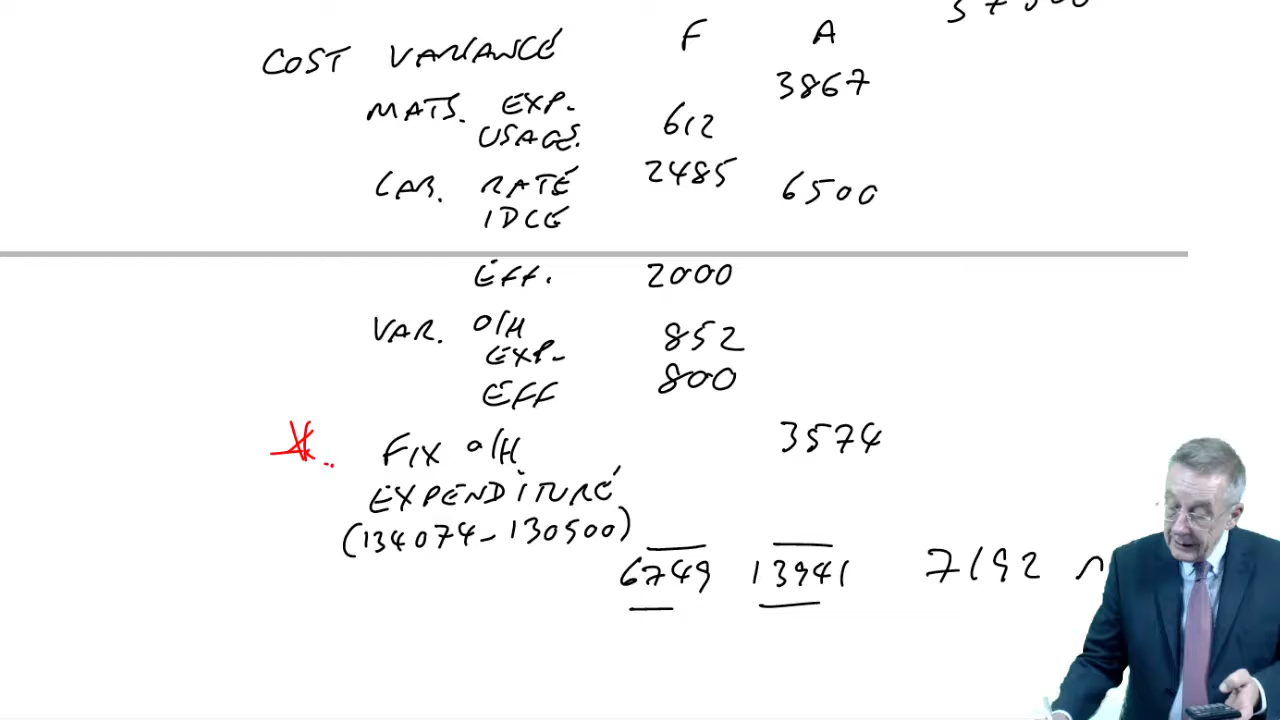 COST VARIANCE F A
MATS. EXP. 3867
USAGE. 612
LAB. RATE 2485
IDLE 6500
EFF. 2000
VAR. O/H
EXP. 852
EFF 800
FIX O/H 3574
EXPENDITURE
(134074-130500)
6749 13941 7192